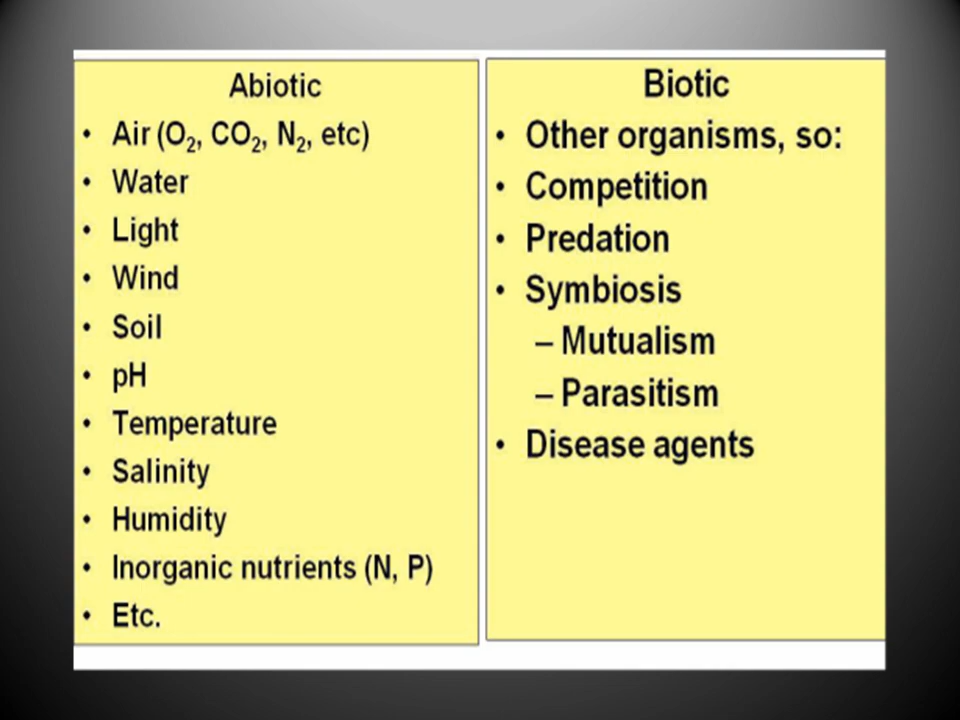 Abiotic
• Air (O₂, CO₂, N₂, etc)
• Water
• Light
• Wind
• Soil
• pH
• Temperature
• Salinity
• Humidity
• Inorganic nutrients (N, P)
• Etc.
Biotic
• Other organisms, so:
• Competition
• Predation
• Symbiosis
– Mutualism
– Parasitism
• Disease agents